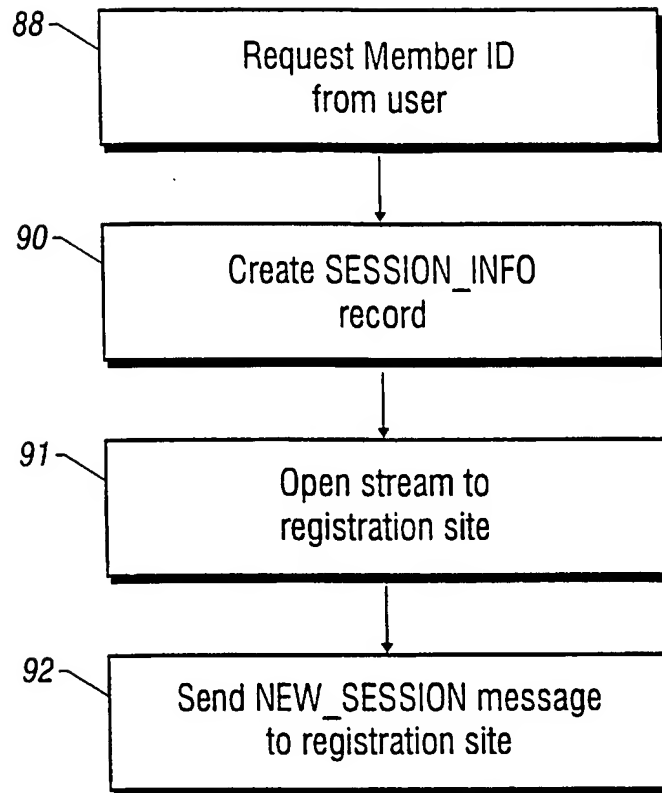 88
Request Member ID
from user
90
Create SESSION_INFO
record
91
Open stream to
registration site
92
Send NEW_SESSION message
to registration site